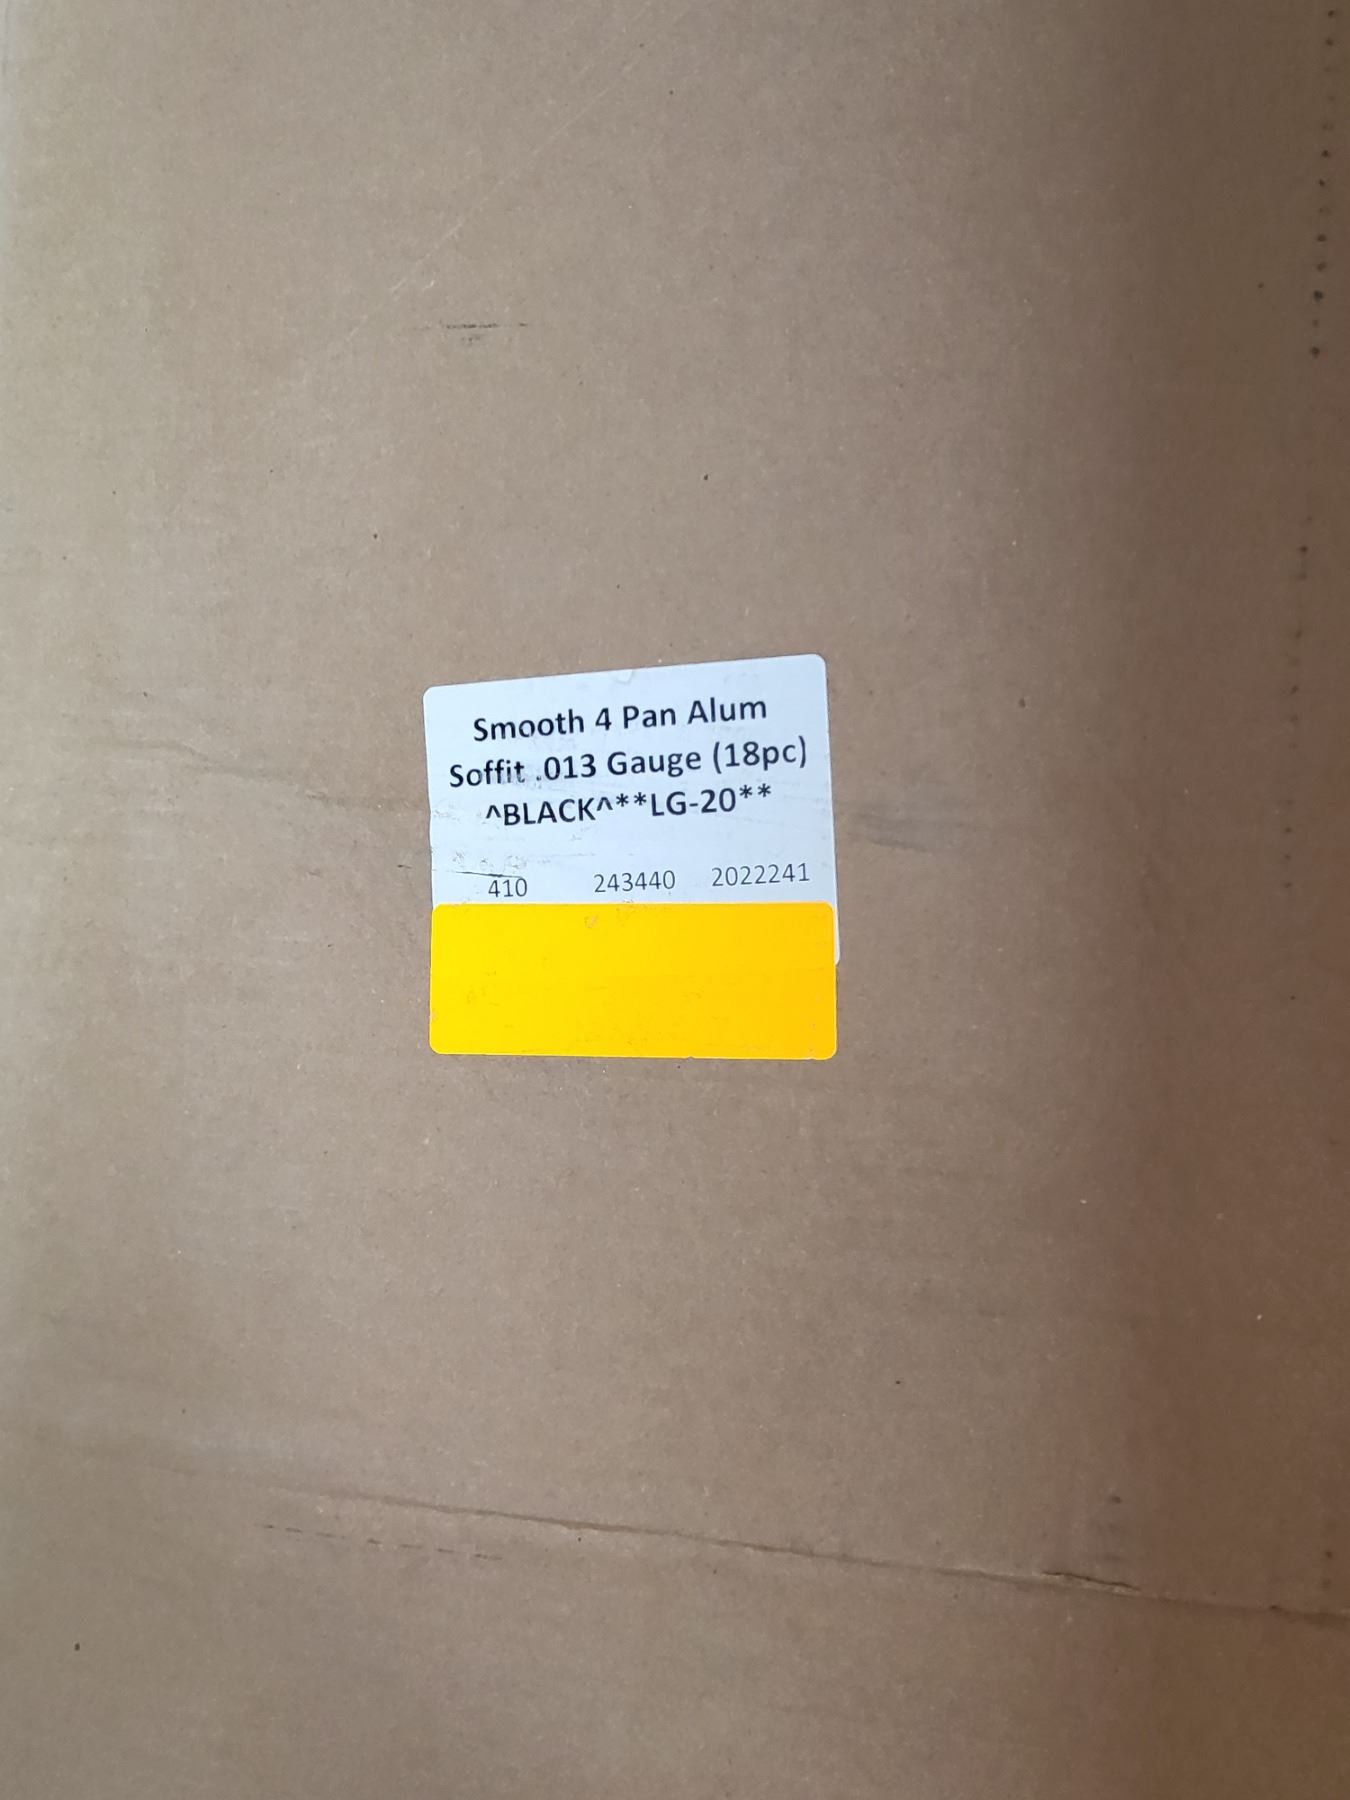 Smooth 4 Pan Alum
Soffit .013 Gauge (18pc)
^BLACK^**LG-20**
410 243440 2022241